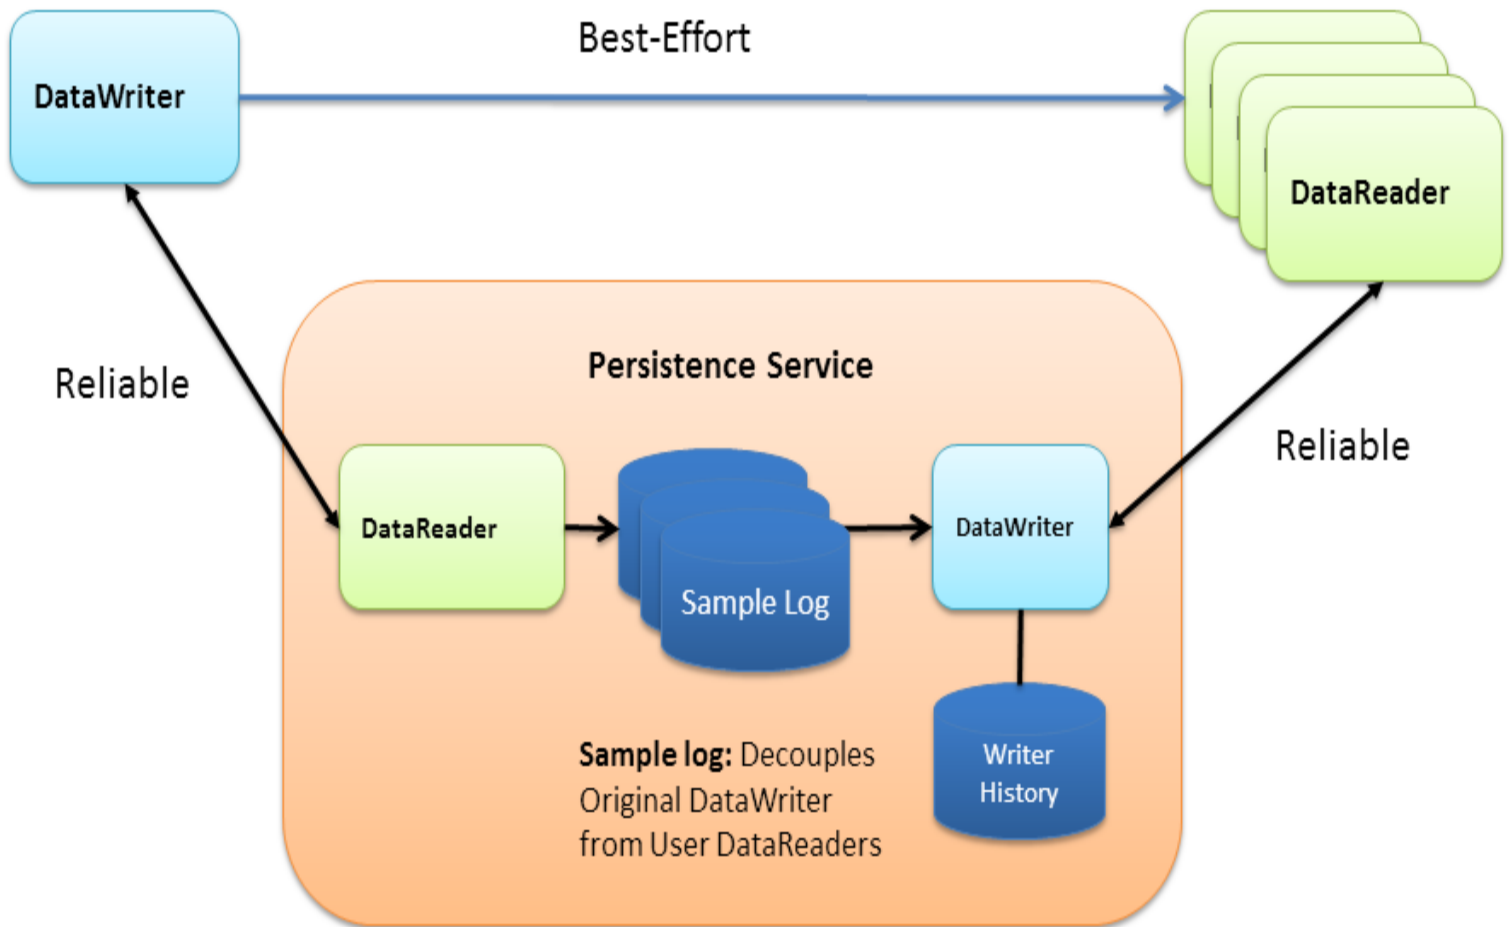 Best-Effort
DataWriter
DataReader
Persistence Service
Reliable
Reliable
DataReader
DataWriter
Sample Log
Sample log: Decouples
Original DataWriter
from User DataReaders
Writer
History